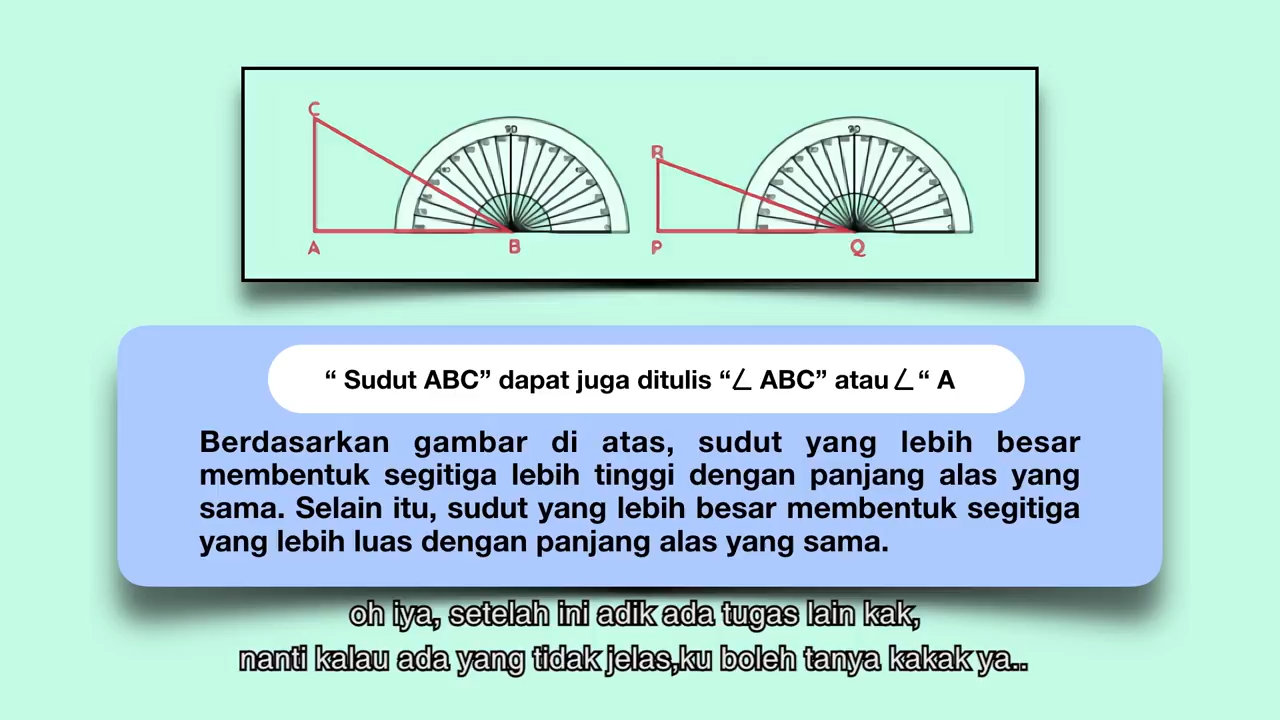 C
90
R
90
A
B
P
Q
“ Sudut ABC” dapat juga ditulis “∠ ABC” atau ∠ “ A
Berdasarkan gambar di atas, sudut yang lebih besar
membentuk segitiga lebih tinggi dengan panjang alas yang
sama. Selain itu, sudut yang lebih besar membentuk segitiga
yang lebih luas dengan panjang alas yang sama.
oh iya, setelah ini adik ada tugas lain kak,
nanti kalau ada yang tidak jelas,ku boleh tanya kakak ya..